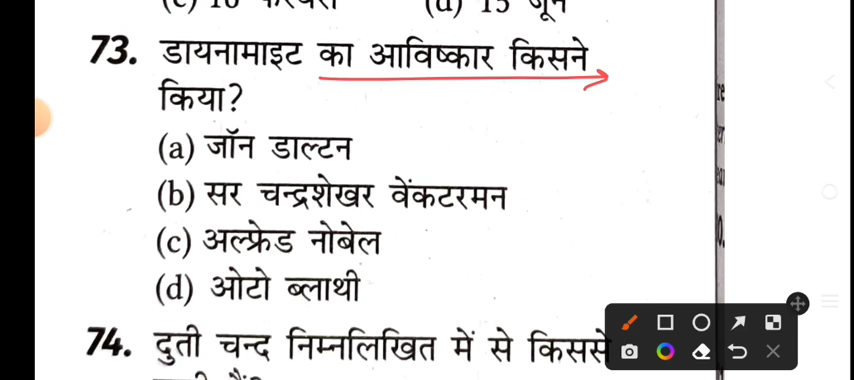 73. डायनामाइट का आविष्कार किसने
किया?
(a) जॉन डाल्टन
(b) सर चन्द्रशेखर वेंकटरमन
(c) अल्फ्रेड नोबेल
(d) ओटो ब्लाथी
74. दुती चन्द निम्नलिखित में से किससे